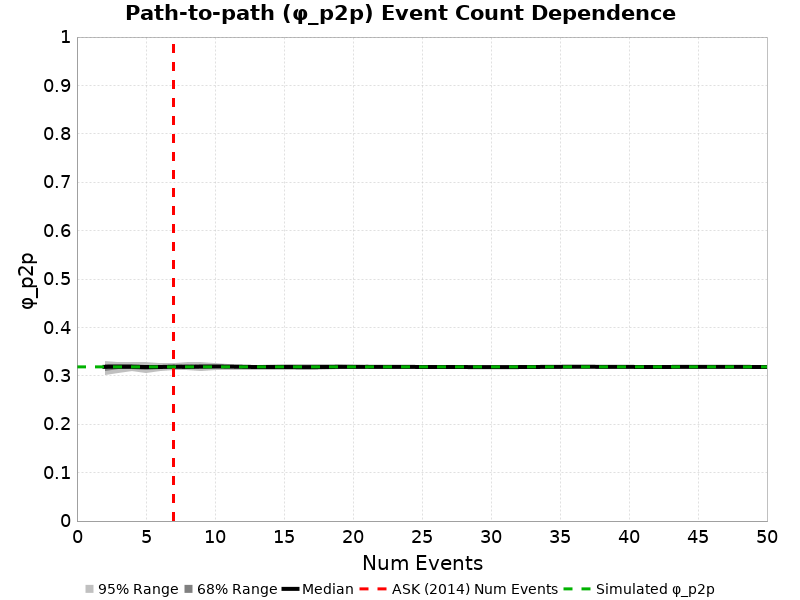 Path-to-path (φ_p2p) Event Count Dependence
1
0.9
0.8
0.7
0.6
0.5
0.4
0.3
0.2
0.1
0
φ_p2p
0 5 10 15 20 25 30 35 40 45 50
Num Events
95% Range 68% Range Median ASK (2014) Num Events Simulated φ_p2p